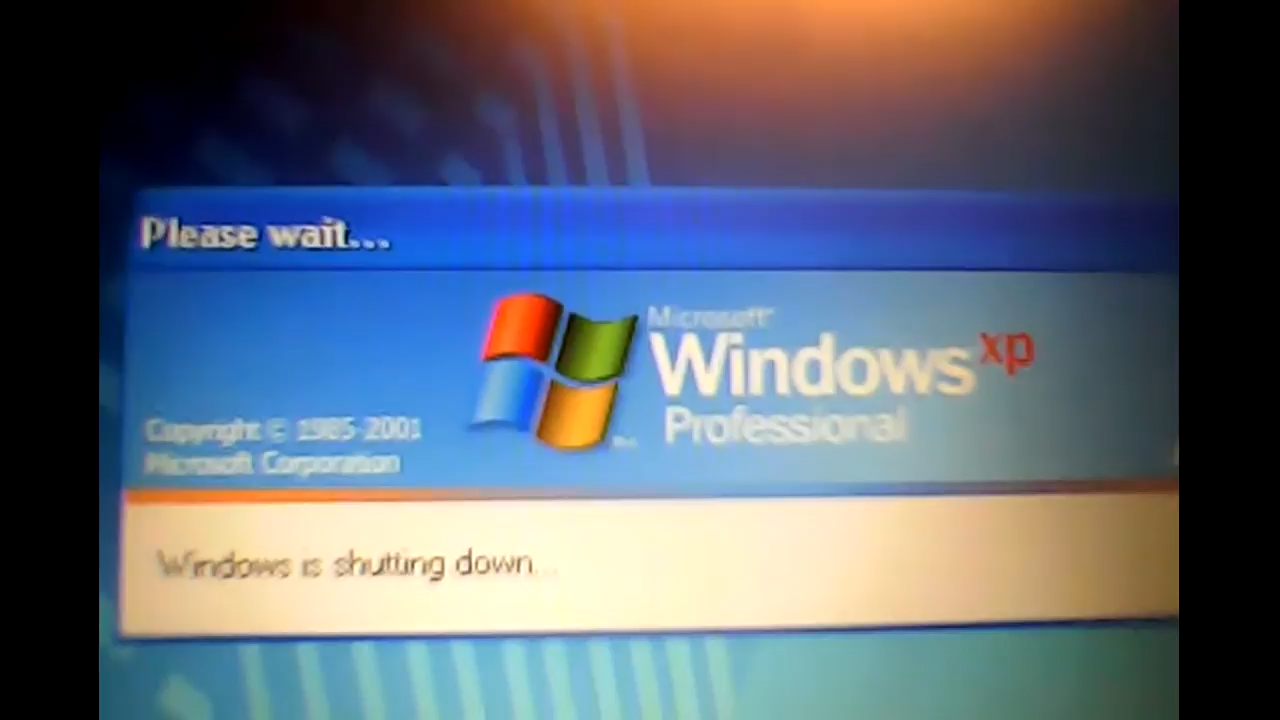 Please wait...
Microsoft®
Windows xp
Professional
Copyright © 1985-2001
Microsoft Corporation
Windows is shutting down...